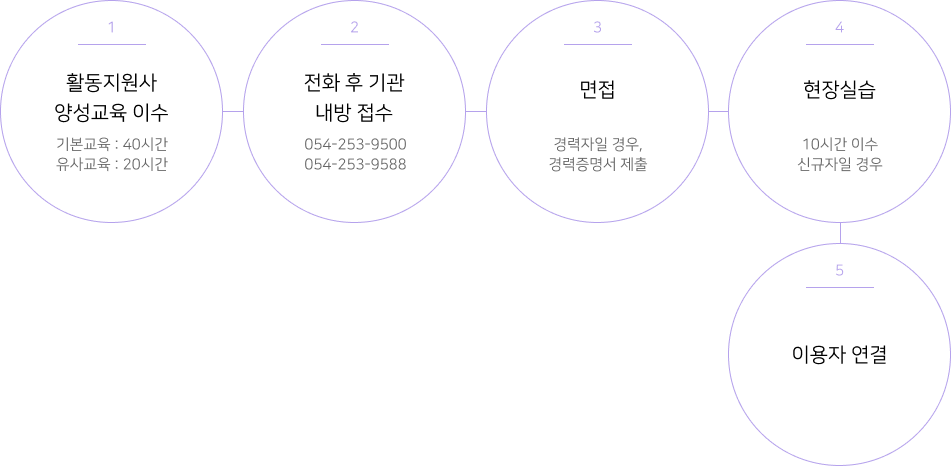 1
활동지원사
양성교육 이수
기본교육 : 40시간
유사교육 : 20시간
2
전화 후 기관
내방 접수
054-253-9500
054-253-9588
3
면접
경력자일 경우,
경력증명서 제출
4
현장실습
10시간 이수
신규자일 경우
5
이용자 연결